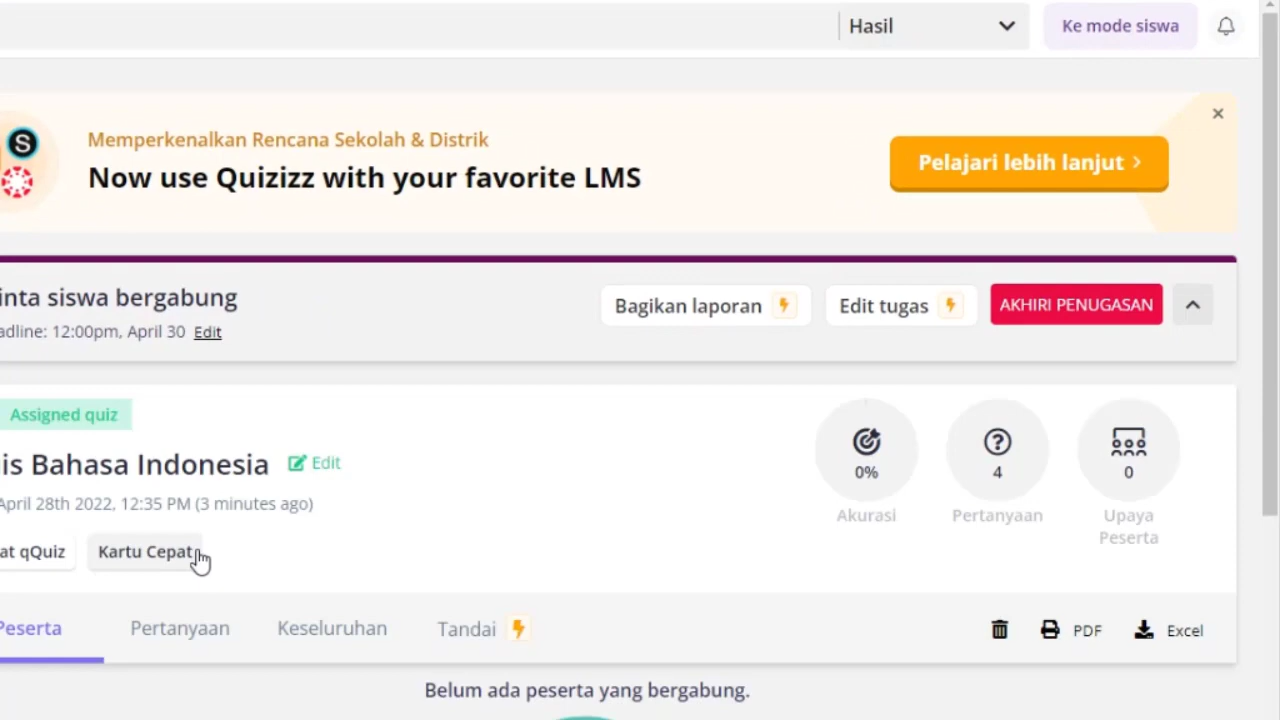 Hasil
Ke mode siswa
S
Memperkenalkan Rencana Sekolah & Distrik
Now use Quizizz with your favorite LMS
Pelajari lebih lanjut
inta siswa bergabung
Bagikan laporan
Edit tugas
AKHIRI PENUGASAN
adline: 12:00pm, April 30 Edit
Assigned quiz
is Bahasa Indonesia Edit
April 28th 2022, 12:35 PM (3 minutes ago)
0%
4
0
Akurasi
Pertanyaan
Upaya
Peserta
at qQuiz
Kartu Cepat
Peserta
Pertanyaan
Keseluruhan
Tandai
PDF
Excel
Belum ada peserta yang bergabung.